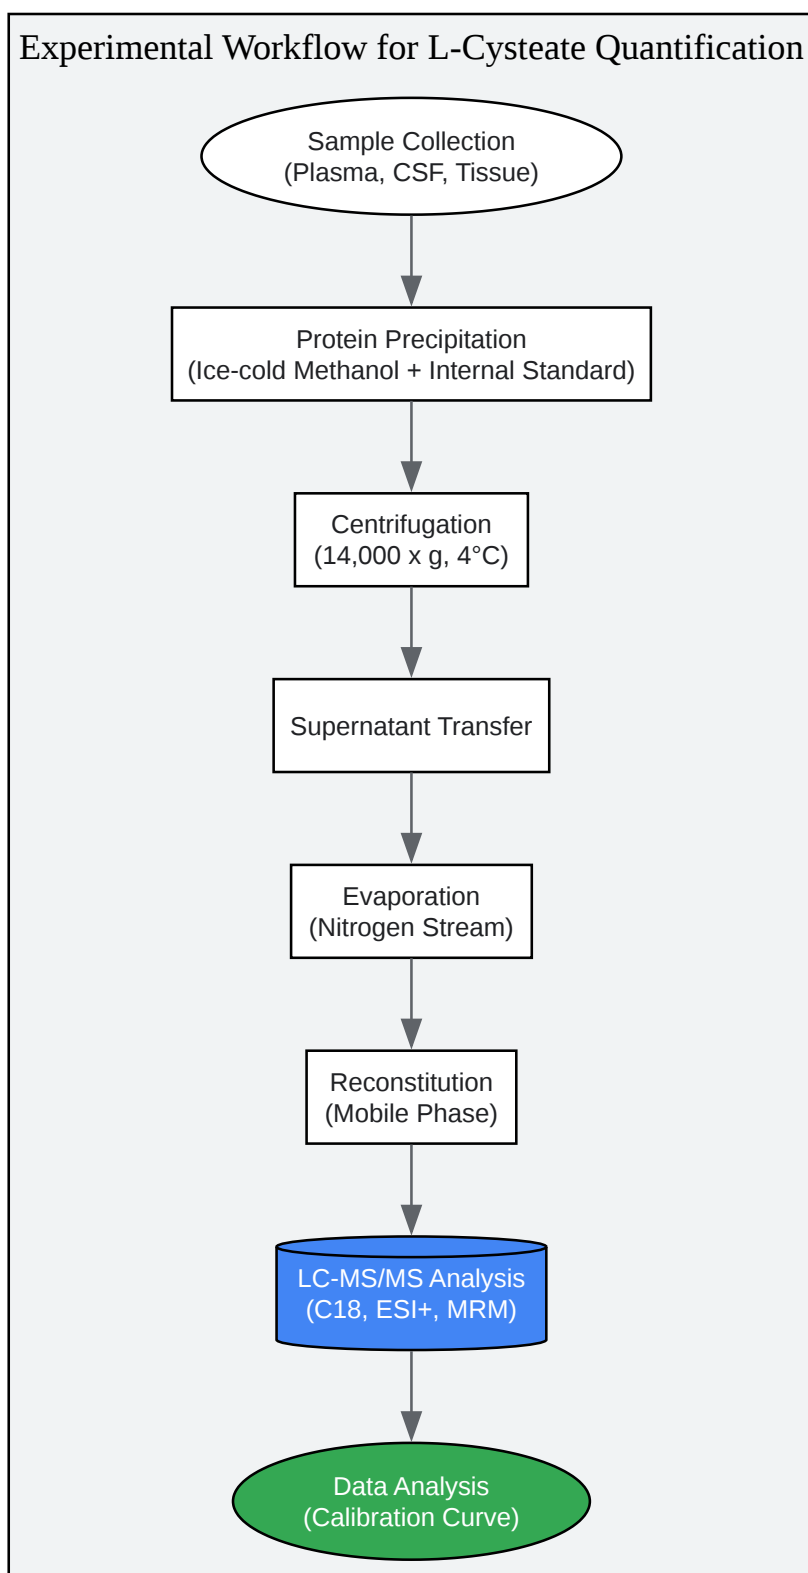 Experimental Workflow for L-Cysteate Quantification
Sample Collection
(Plasma, CSF, Tissue)
Protein Precipitation
(Ice-cold Methanol + Internal Standard)
Centrifugation
(14,000 x g, 4°C)
Supernatant Transfer
Evaporation
(Nitrogen Stream)
Reconstitution
(Mobile Phase)
LC-MS/MS Analysis
(C18, ESI+, MRM)
Data Analysis
(Calibration Curve)